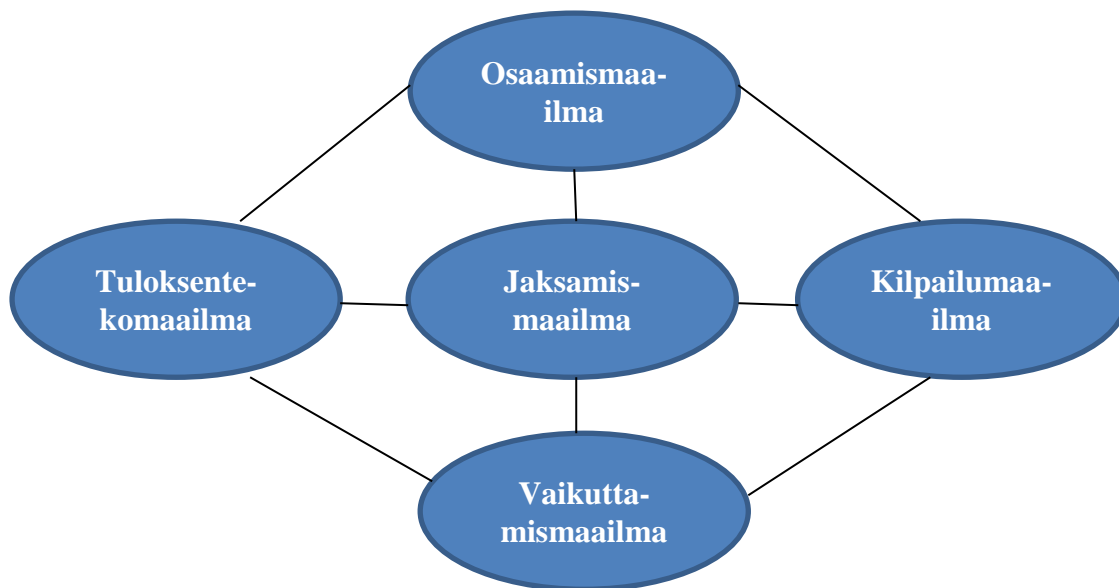 Osaamismaa-
ilma
Tuloksente-
komaailma
Jaksamis-
maailma
Kilpailumaa-
ilma
Vaikutta-
mismaailma